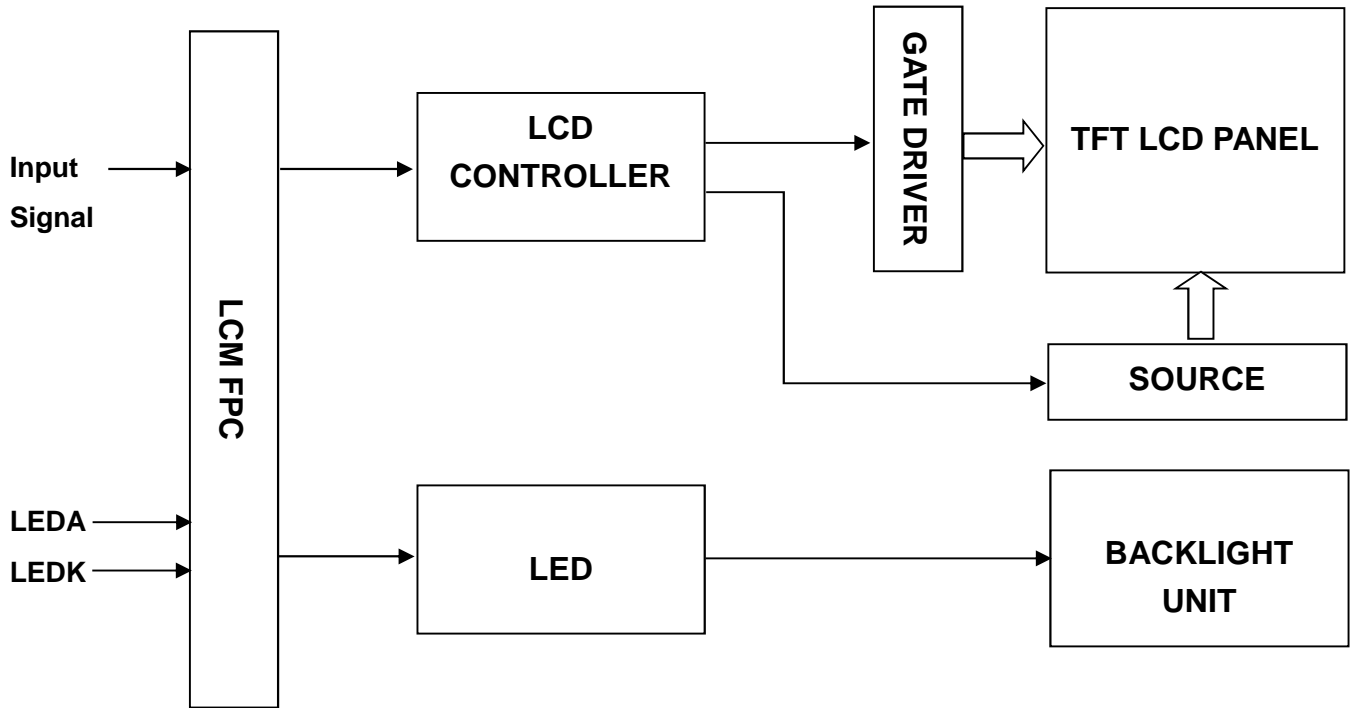 Input
Signal
LEDA
LEDK
LCM FPC
LCD
CONTROLLER
GATE DRIVER
TFT LCD PANEL
SOURCE
LED
BACKLIGHT
UNIT